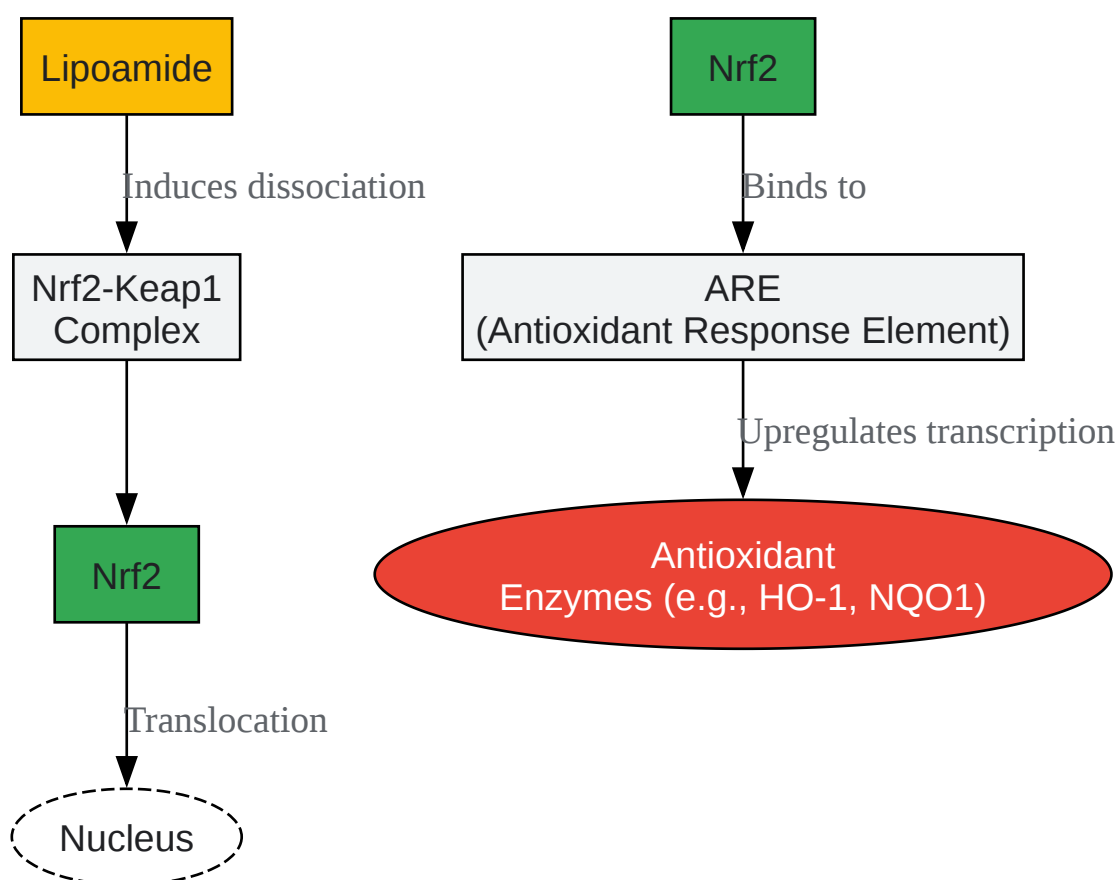 Lipoamide
Induces dissociation
Nrf2-Keap1
Complex
Nrf2
Translocation
Nucleus
Nrf2
Binds to
ARE
(Antioxidant Response Element)
Upregulates transcription
Antioxidant
Enzymes (e.g., HO-1, NQO1)